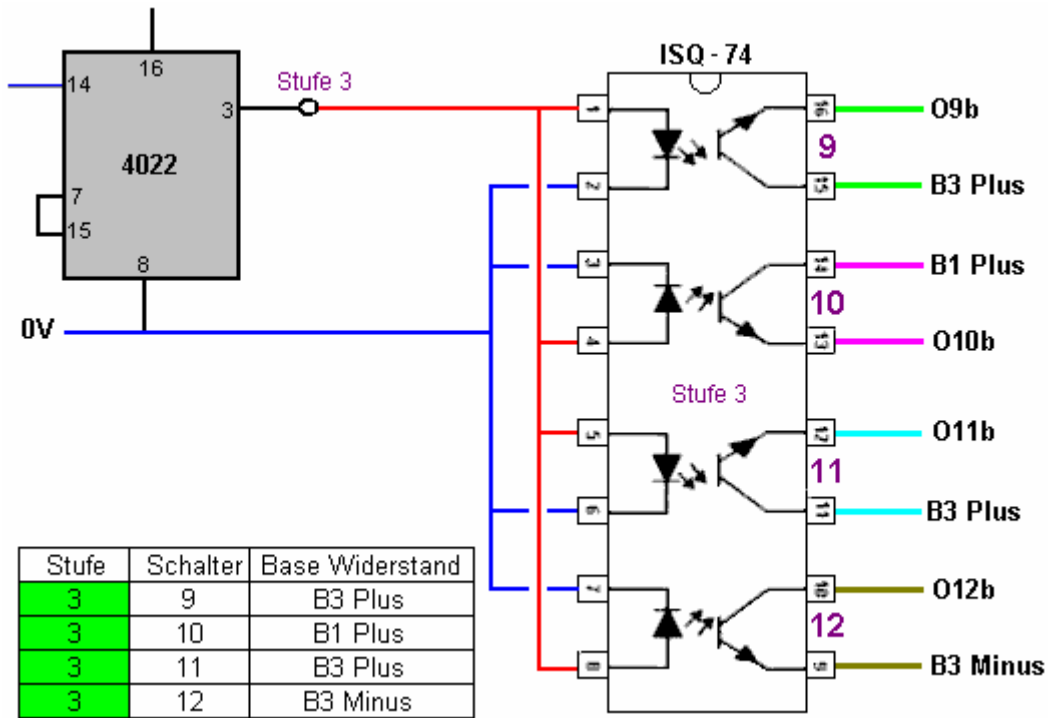 ISQ - 74
14
16
3
4022
7
15
8
Stufe 3
0V
1
2
3
4
5
6
7
8
16
15
14
13
12
11
10
9
O9b
9
B3 Plus
B1 Plus
10
O10b
Stufe 3
O11b
11
B3 Plus
O12b
12
B3 Minus
Stufe Schalter Base Widerstand
3 9 B3 Plus
3 10 B1 Plus
3 11 B3 Plus
3 12 B3 Minus